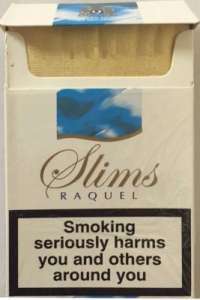 Slims
RAQUEL
Smoking
seriously harms
you and others
around you